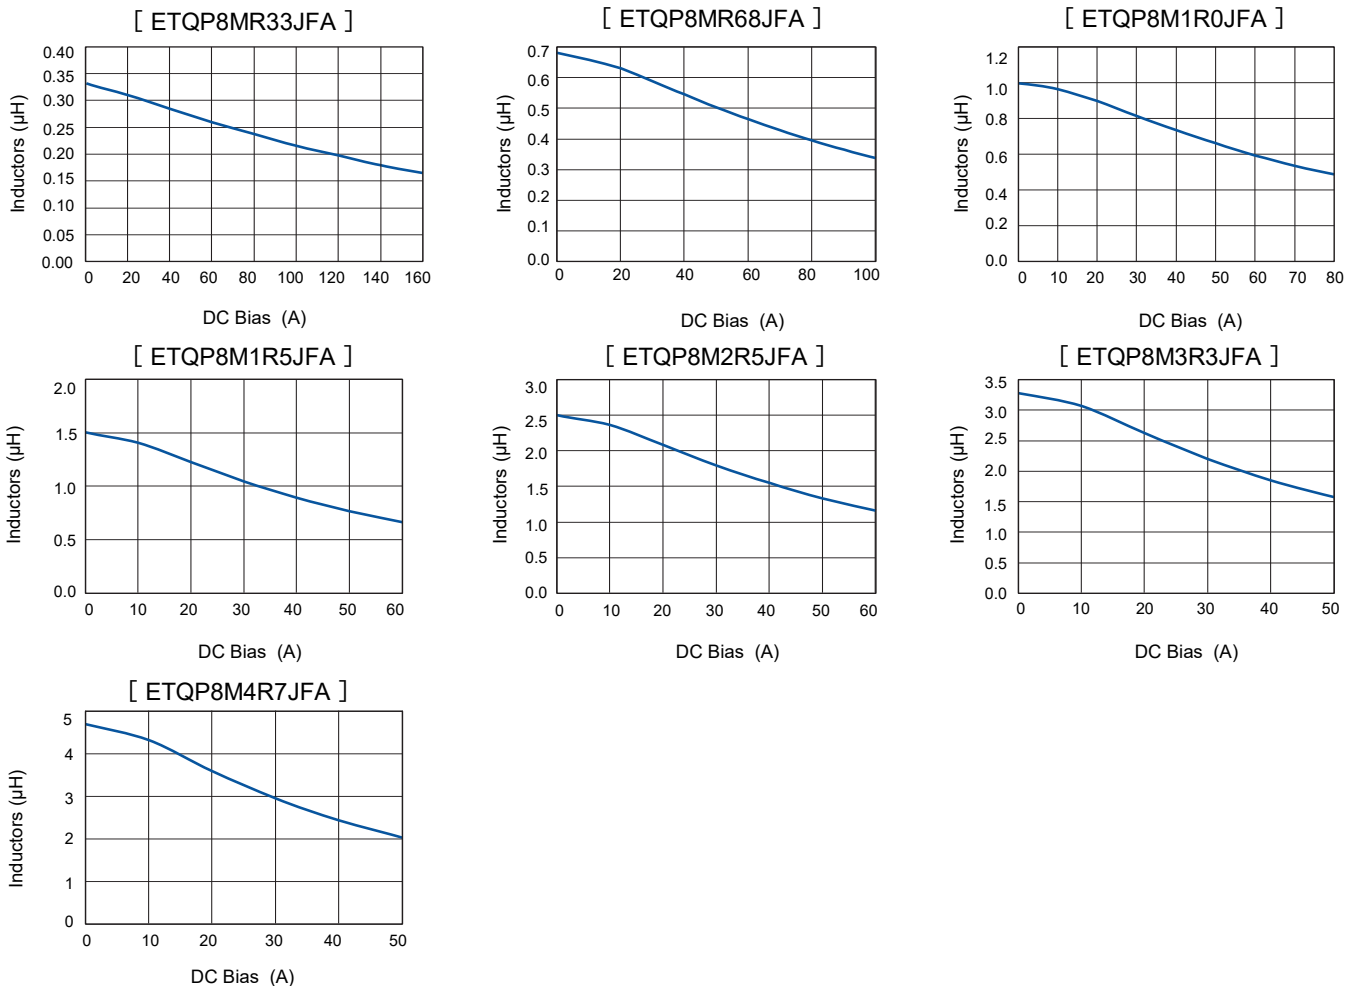 [ ETQP8MR33JFA ]
Inductors (µH)
0.40
0.35
0.30
0.25
0.20
0.15
0.10
0.05
0.00
0 20 40 60 80 100 120 140 160
DC Bias (A)
[ ETQP8MR68JFA ]
Inductors (µH)
0.7
0.6
0.5
0.4
0.3
0.2
0.1
0.0
0 20 40 60 80 100
DC Bias (A)
[ ETQP8M1R0JFA ]
Inductors (µH)
1.2
1.0
0.8
0.6
0.4
0.2
0.0
0 10 20 30 40 50 60 70 80
DC Bias (A)
[ ETQP8M1R5JFA ]
Inductors (µH)
2.0
1.5
1.0
0.5
0.0
0 10 20 30 40 50 60
DC Bias (A)
[ ETQP8M2R5JFA ]
Inductors (µH)
3.0
2.5
2.0
1.5
1.0
0.5
0.0
0 10 20 30 40 50 60
DC Bias (A)
[ ETQP8M3R3JFA ]
Inductors (µH)
3.5
3.0
2.5
2.0
1.5
1.0
0.5
0.0
0 10 20 30 40 50
DC Bias (A)
[ ETQP8M4R7JFA ]
Inductors (µH)
5
4
3
2
1
0
0 10 20 30 40 50
DC Bias (A)